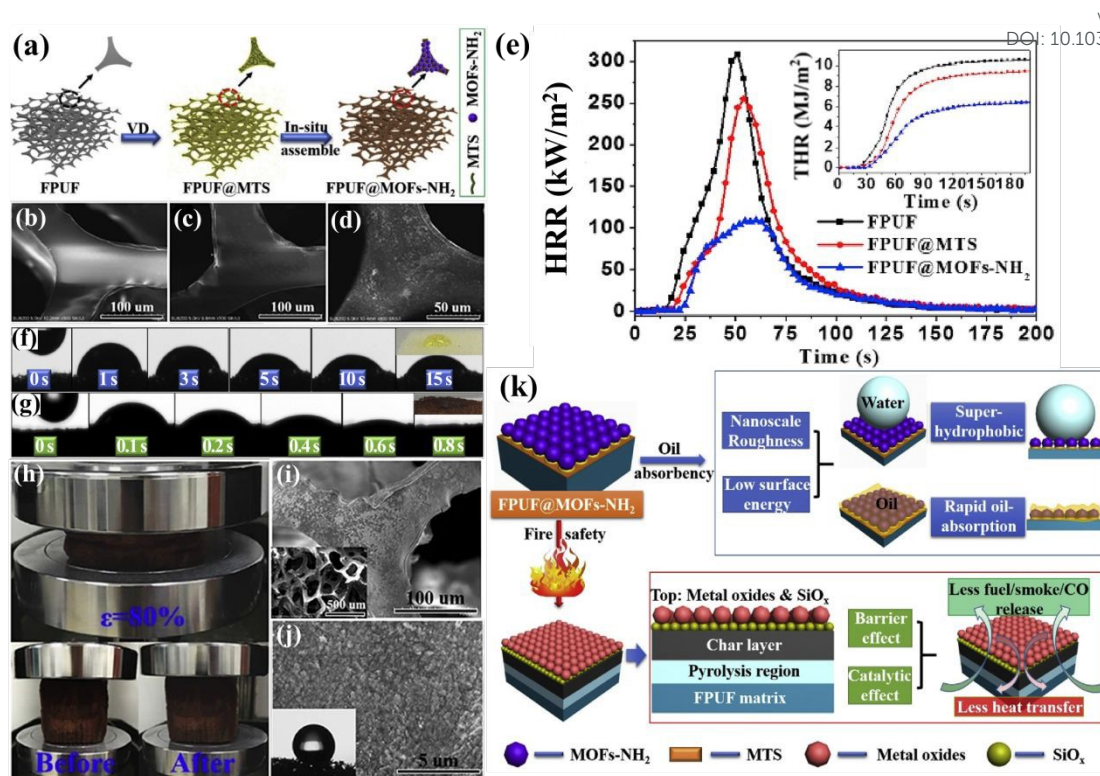 DOI: 10.103
(a)
MOFs-NH₂
MTS
VD
In-situ
assemble
FPUF
FPUF@MTS
FPUF@MOFs-NH₂
(b)
100 um
(c)
100 um
(d)
50 um
(e)
HRR (kW/m²)
300
250
200
150
100
50
0
0 25 50 75 100 125 150 175 200
Time (s)
THR (MJ/m²)
10
8
6
4
2
0
0 30 60 90 120 150 180
Time (s)
FPUF
FPUF@MTS
FPUF@MOFs-NH₂
(f)
0s 1s 3s 5s 10s 15s
(g)
0 s 0.1 s 0.2 s 0.4 s 0.6 s 0.8 s
(h)
ε=80%
Before After
(i)
500 um
100 um
(j)
5 um
(k)
FPUF@MOFs-NH₂
Oil
absorbency
Nanoscale
Roughness
Low surface
energy
Water
Super-
hydrophobic
Oil
Rapid oil-
absorption
Fire safety
Top: Metal oxides & SiOₓ
Char layer
Pyrolysis region
FPUF matrix
Barrier
effect
Catalytic
effect
Less fuel/smoke/CO
release
Less heat transfer
MOFs-NH₂ MTS Metal oxides SiOₓ